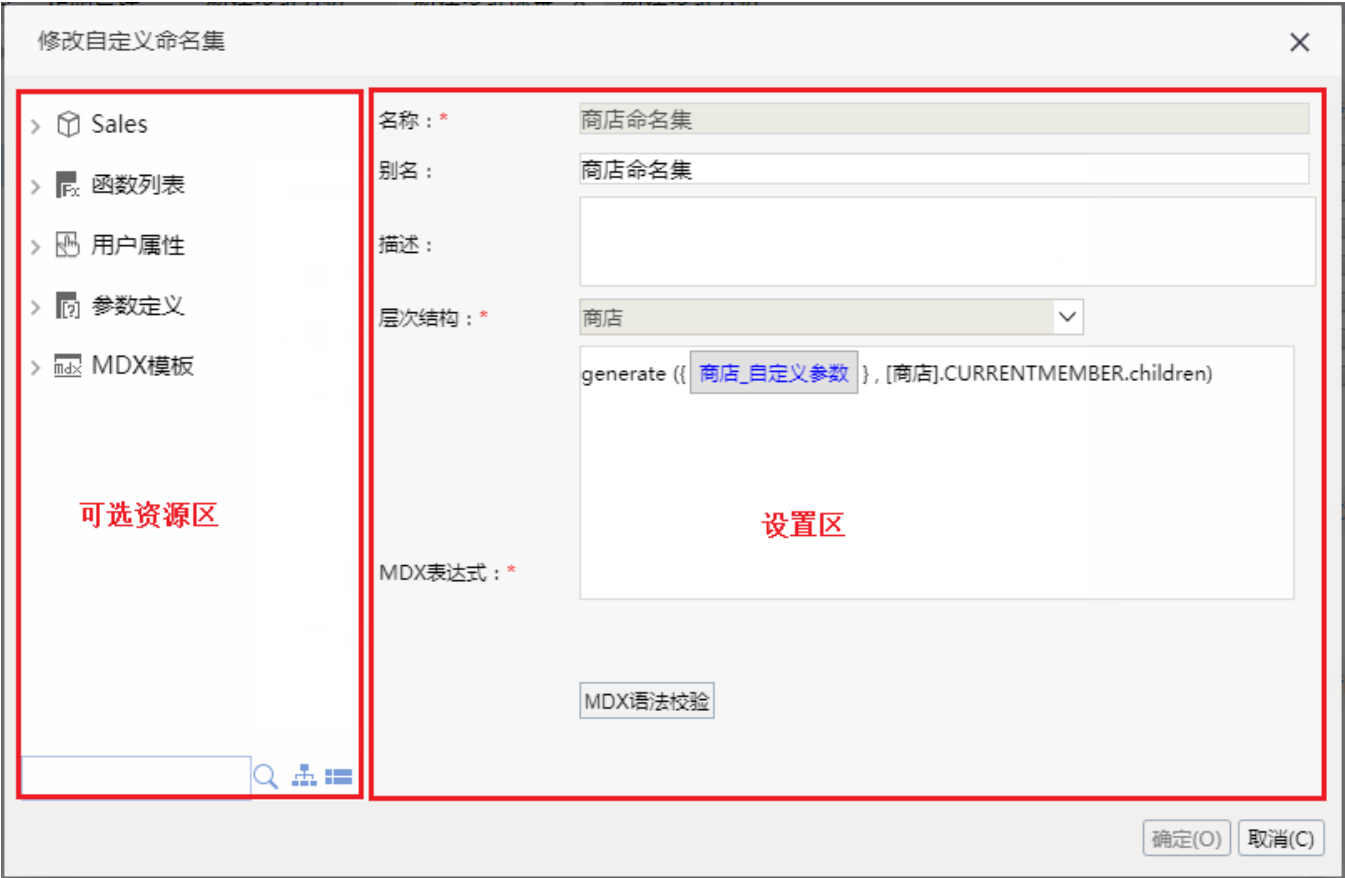 修改自定义命名集
Sales
函数列表
用户属性
参数定义
mdx MDX模板
可选资源区
名称：* 商店命名集
别名： 商店命名集
描述：
层次结构：* 商店
generate ({ 商店_自定义参数 } , [商店].CURRENTMEMBER.children)
设置区
MDX表达式：*
MDX语法校验
确定(O) 取消(C)